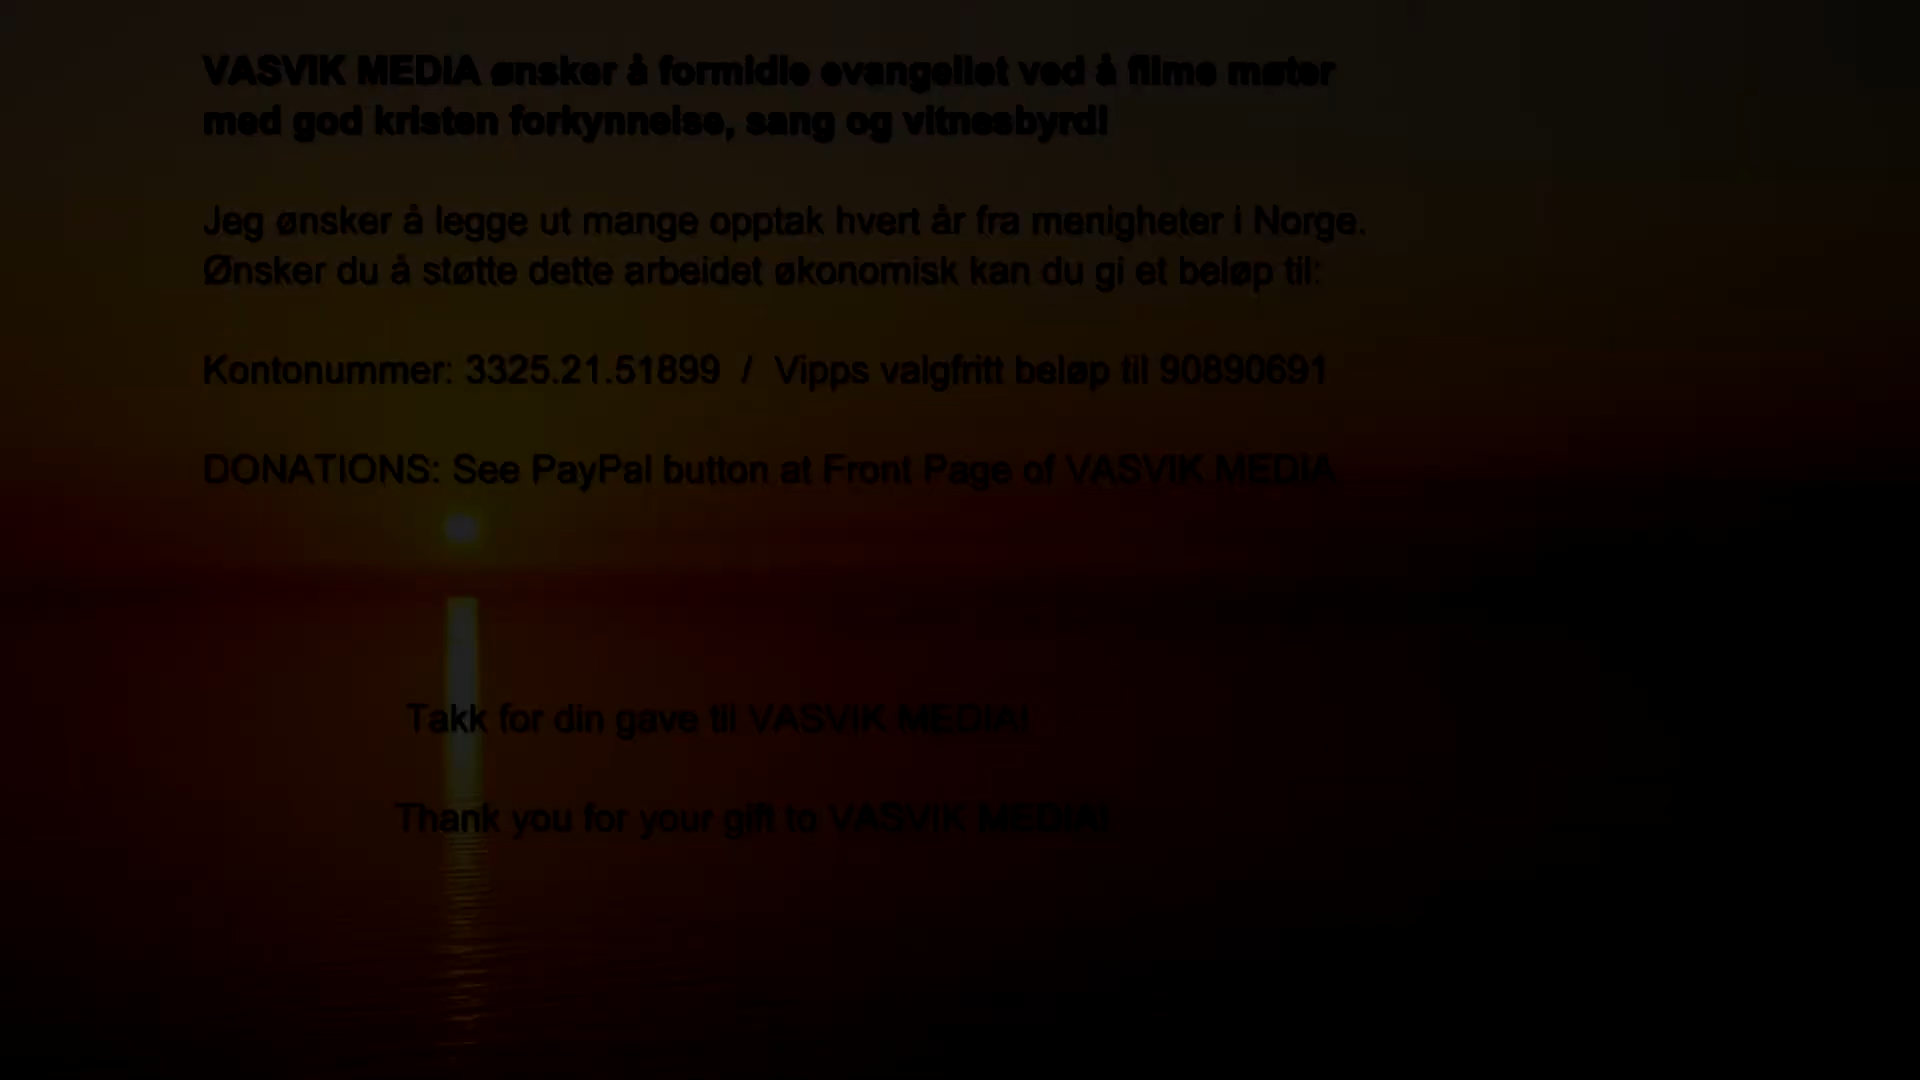 VASVIK MEDIA ønsker å formidle evangeliet ved å filme møter
med god kristen forkynnelse, sang og vitnesbyrd!
Jeg ønsker å legge ut mange opptak hvert år fra menigheter i Norge.
Ønsker du å støtte dette arbeidet økonomisk kan du gi et beløp til:
Kontonummer: 3325.21.51899 / Vipps valgfritt beløp til 90890691
DONATIONS: See PayPal button at Front Page of VASVIK MEDIA
Takk for din gave til VASVIK MEDIA!
Thank you for your gift to VASVIK MEDIA!